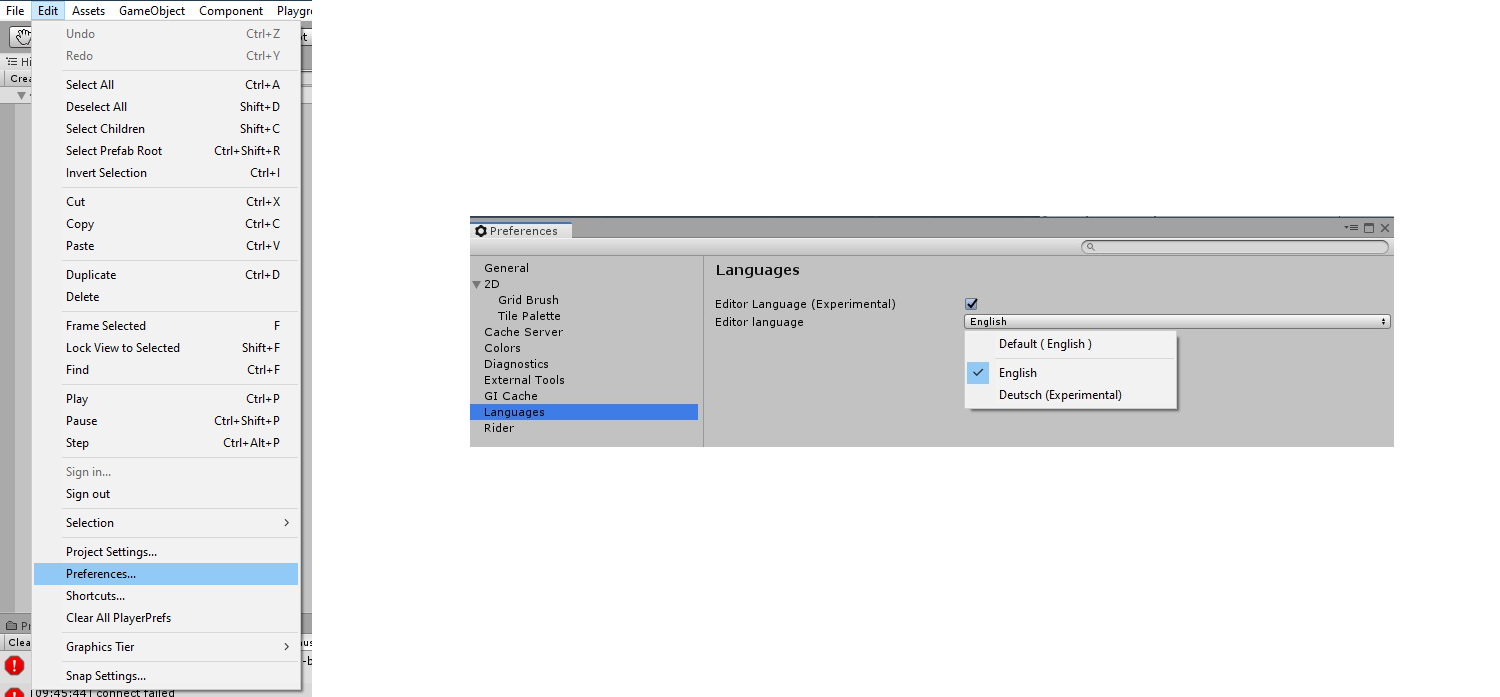 File Edit Assets GameObject Component
Undo Ctrl+Z
Redo Ctrl+Y
Select All Ctrl+A
Deselect All Shift+D
Select Children Shift+C
Select Prefab Root Ctrl+Shift+R
Invert Selection Ctrl+I
Cut Ctrl+X
Copy Ctrl+C
Paste Ctrl+V
Duplicate Ctrl+D
Delete
Frame Selected F
Lock View to Selected Shift+F
Find Ctrl+F
Play Ctrl+P
Pause Ctrl+Shift+P
Step Ctrl+Alt+P
Sign in...
Sign out
Selection
Project Settings...
Preferences...
Shortcuts...
Clear All PlayerPrefs
Graphics Tier
Snap Settings...
[09:45:44] connect failed
Preferences
General
2D
Grid Brush
Tile Palette
Cache Server
Colors
Diagnostics
External Tools
GI Cache
Languages
Rider
Languages
Editor Language (Experimental)
Editor language English
Default ( English )
English
Deutsch (Experimental)